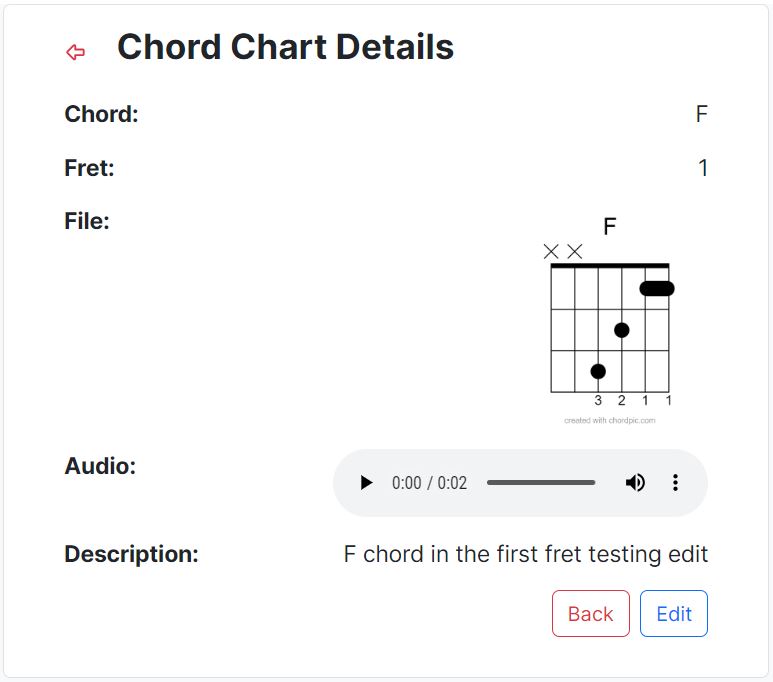 Chord Chart Details
Chord: F
Fret: 1
File:
F
3 2 1 1
created with chordpic.com
Audio: 0:00 / 0:02
Description: F chord in the first fret testing edit
Back Edit